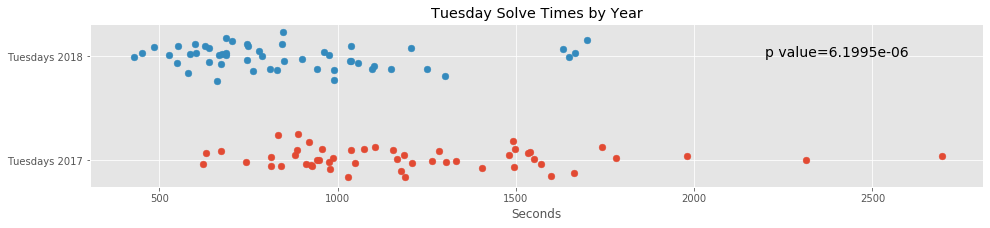 Tuesday Solve Times by Year
Tuesdays 2018
p value=6.1995e-06
Tuesdays 2017
500 1000 1500 2000 2500
Seconds